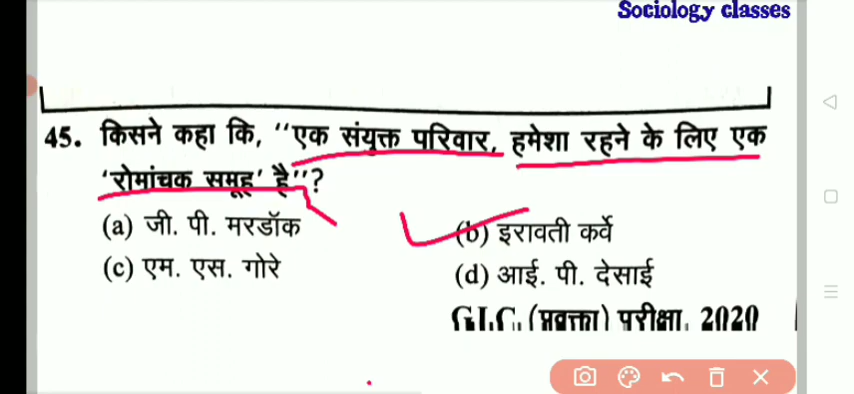 Sociology classes
45. किसने कहा कि, ‘‘एक संयुक्त परिवार, हमेशा रहने के लिए एक
‘रोमांचक समूह’ है’’?
(a) जी. पी. मरडॉक
(b) इरावती कर्वे
(c) एम. एस. गोरे
(d) आई. पी. देसाई
G.I.C. (प्रवक्ता) परीक्षा, 2020